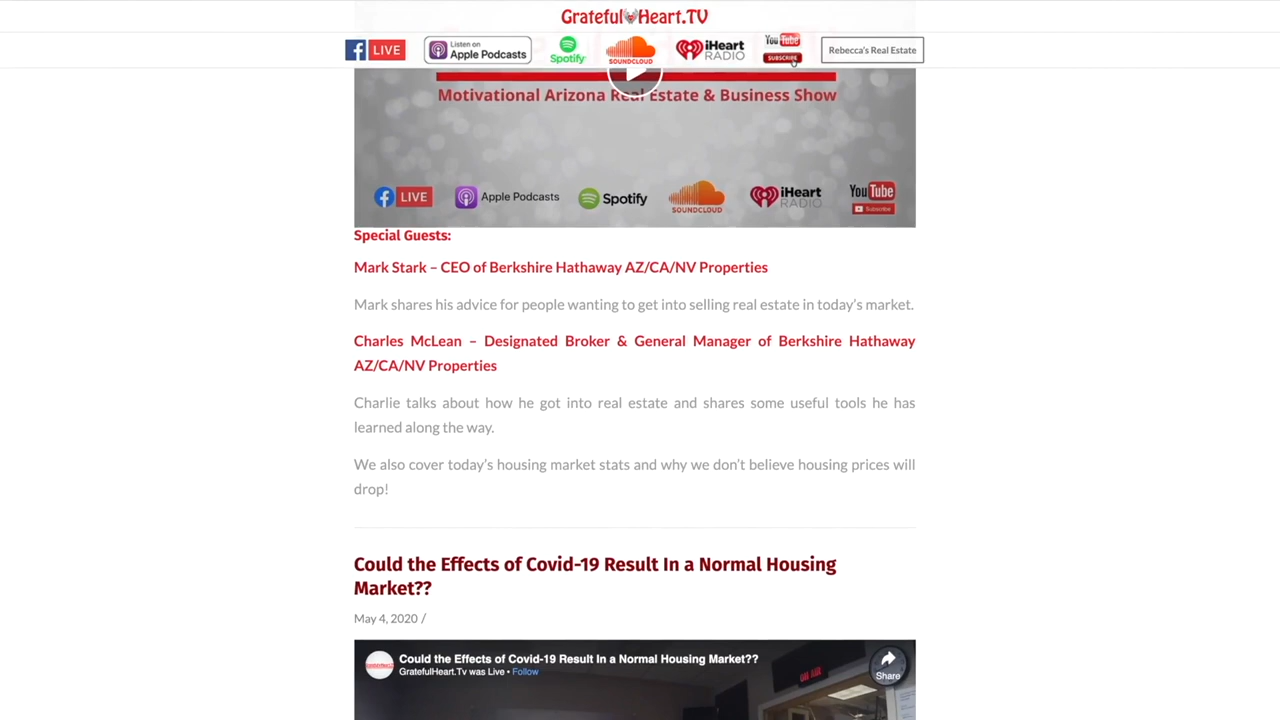 GratefulHeart.TV
LIVE
Listen on
Apple Podcasts
Spotify
SOUNDCLOUD
iHeart
RADIO
YouTube
SUBSCRIBE
Rebecca's Real Estate
Motivational Arizona Real Estate & Business Show
LIVE
Apple Podcasts
Spotify
SOUNDCLOUD
iHeart
RADIO
YouTube
Subscribe
Special Guests:
Mark Stark – CEO of Berkshire Hathaway AZ/CA/NV Properties
Mark shares his advice for people wanting to get into selling real estate in today's market.
Charles McLean – Designated Broker & General Manager of Berkshire Hathaway
AZ/CA/NV Properties
Charlie talks about how he got into real estate and shares some useful tools he has
learned along the way.
We also cover today's housing market stats and why we don't believe housing prices will
drop!
Could the Effects of Covid-19 Result In a Normal Housing
Market??
May 4, 2020 /
Could the Effects of Covid-19 Result In a Normal Housing Market??
GratefulHeart.Tv was Live • Follow
Share
ON AIR